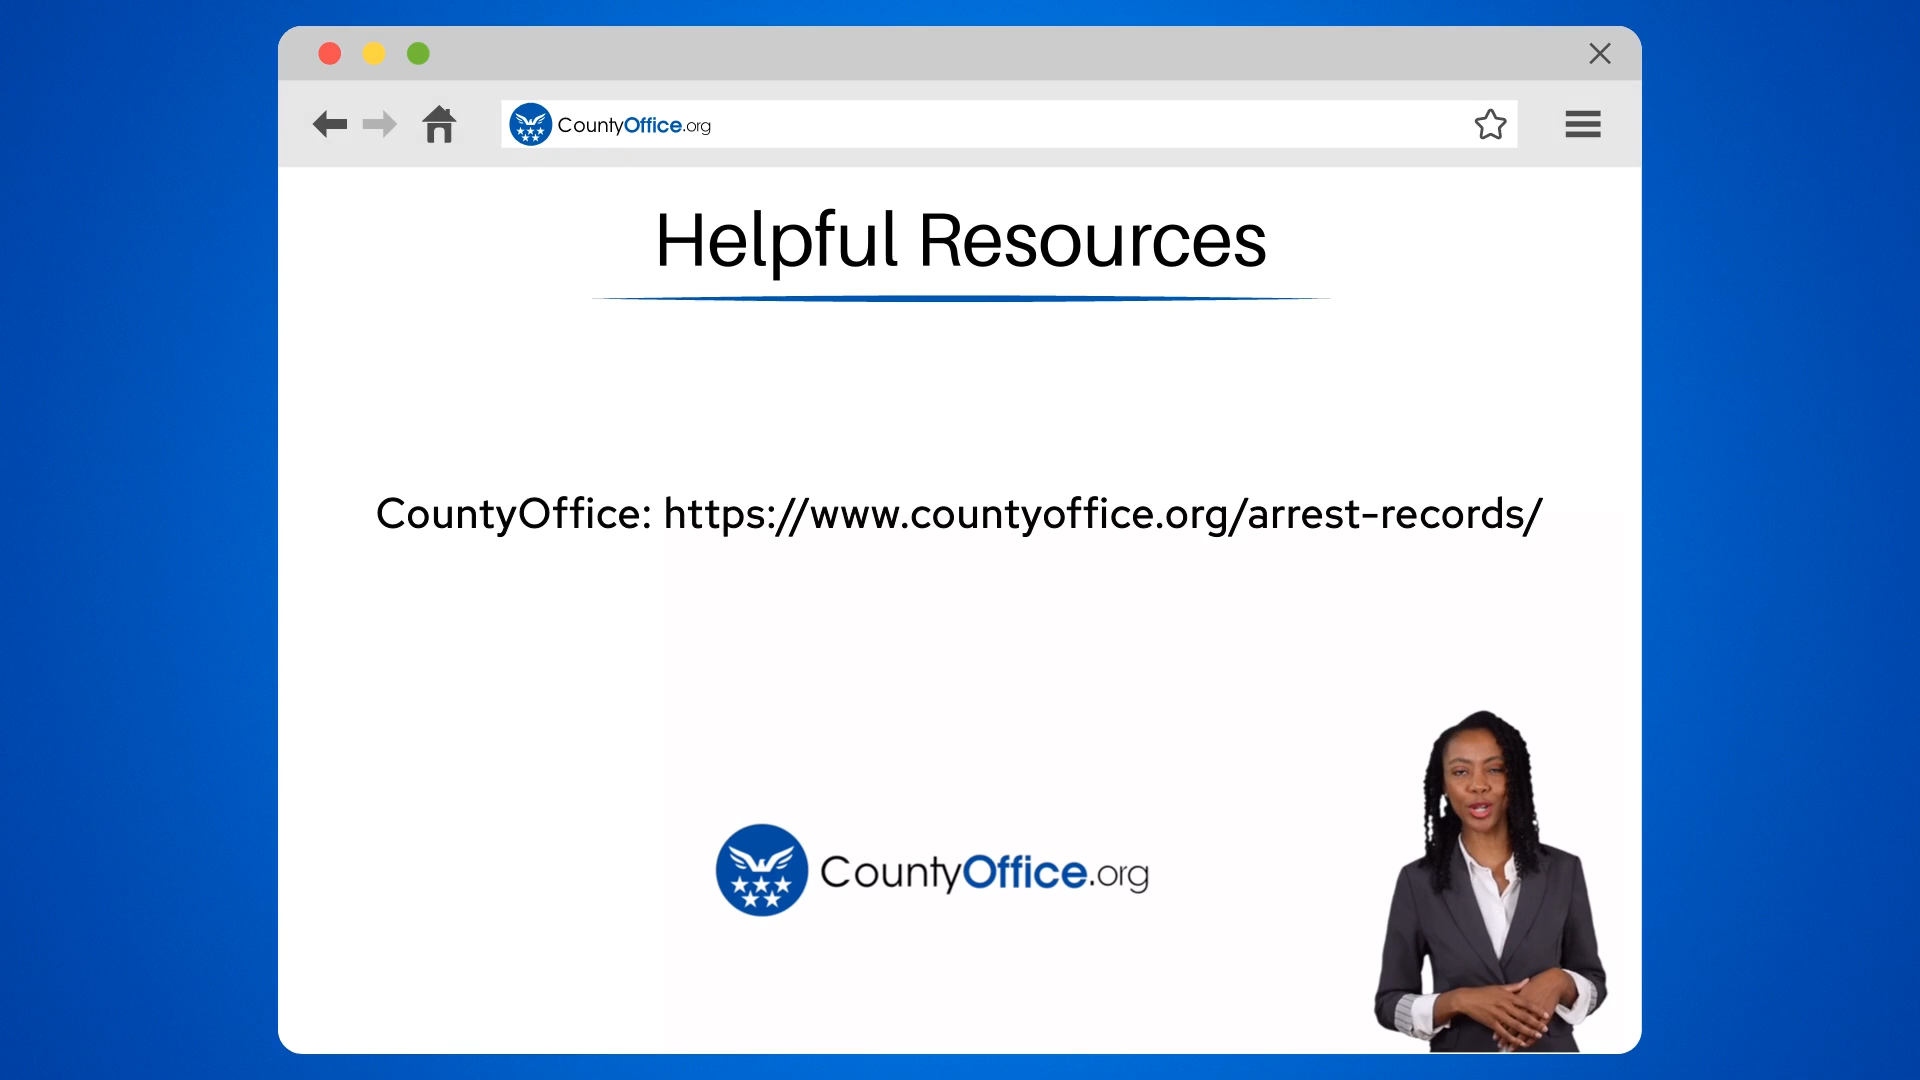 CountyOffice.org
Helpful Resources
CountyOffice: https://www.countyoffice.org/arrest-records/
CountyOffice.org